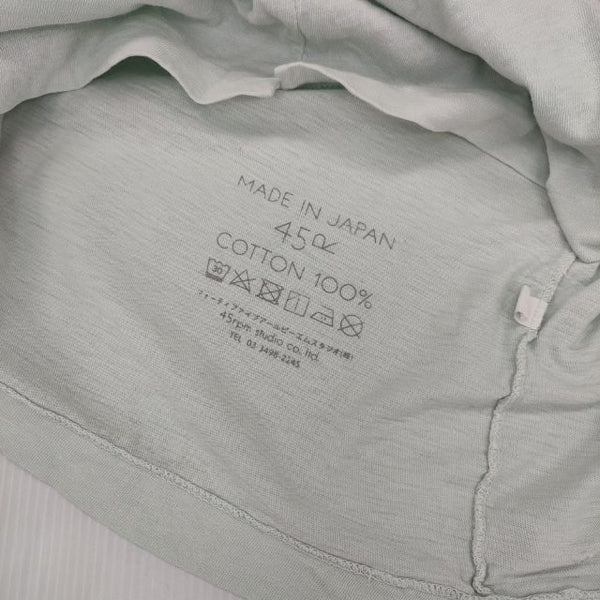 MADE IN JAPAN
45R
COTTON 100%
30
フォーティファイブアールピーエムスタジオ(株)
45rpm studio co.,ltd.
TEL 03 3498-2245